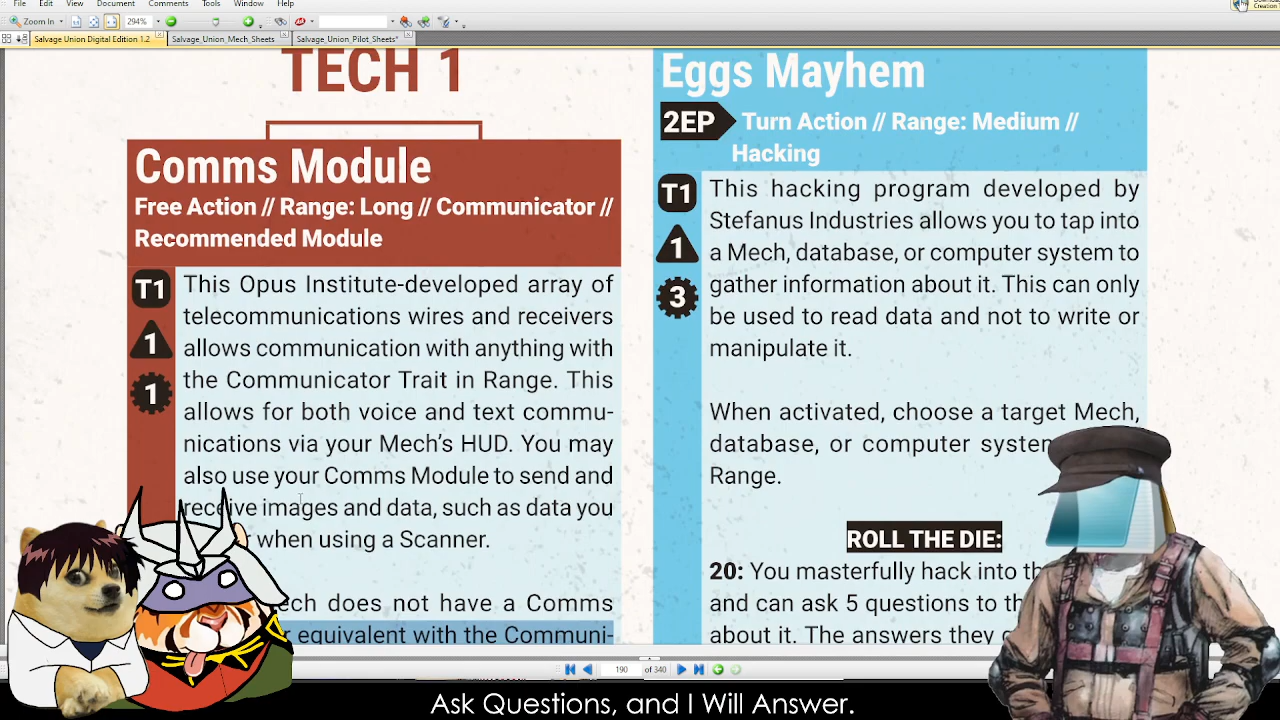 File Edit View Document Comments Tools Window Help
Zoom In 294%
Creation
Salvage Union Digital Edition 1.2 Salvage_Union_Mech_Sheets Salvage_Union_Pilot_Sheets*
TECH 1
Comms Module
Free Action // Range: Long // Communicator //
Recommended Module
T1
1
1
This Opus Institute-developed array of
telecommunications wires and receivers
allows communication with anything with
the Communicator Trait in Range. This
allows for both voice and text commu-
nications via your Mech's HUD. You may
also use your Comms Module to send and
receive images and data, such as data you
when using a Scanner.
ech does not have a Comms
equivalent with the Communi-
Eggs Mayhem
2EP Turn Action // Range: Medium //
Hacking
T1
1
3
This hacking program developed by
Stefanus Industries allows you to tap into
a Mech, database, or computer system to
gather information about it. This can only
be used to read data and not to write or
manipulate it.
When activated, choose a target Mech,
database, or computer system
Range.
ROLL THE DIE:
20: You masterfully hack into
and can ask 5 questions to
about it. The answers they
190 of 340
Ask Questions, and I Will Answer.